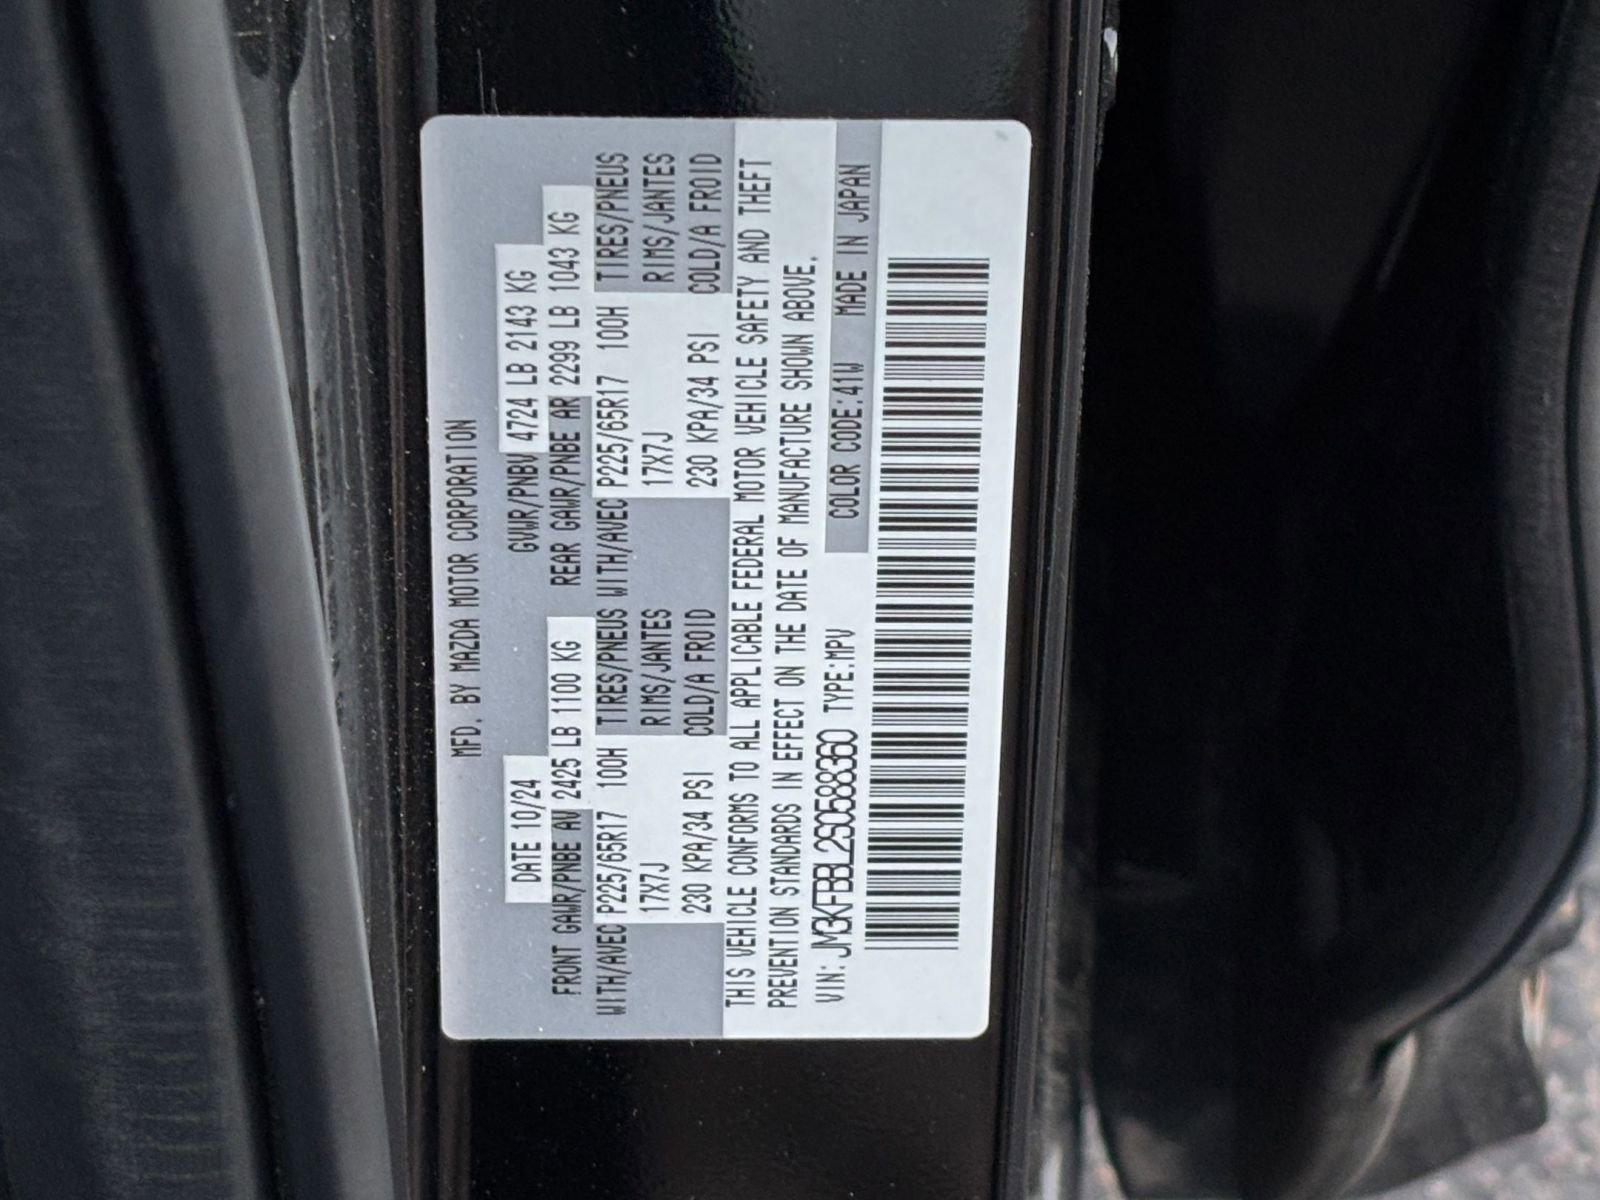 MFD. BY MAZDA MOTOR CORPORATION
DATE 10/24 GVWR/PNBV 4724 LB 2143 KG
FRONT GAWR/PNBE AV 2425 LB 1100 KG REAR GAWR/PNBE AR 2299 LB 1043 KG
WITH/AVEC P225/65R17 100H TIRES/PNEUS WITH/AVEC P225/65R17 100H TIRES/PNEUS
17X7J RIMS/JANTES 17X7J RIMS/JANTES
230 KPA/34 PSI COLD/A FROID 230 KPA/34 PSI COLD/A FROID
THIS VEHICLE CONFORMS TO ALL APPLICABLE FEDERAL MOTOR VEHICLE SAFETY AND THEFT
PREVENTION STANDARDS IN EFFECT ON THE DATE OF MANUFACTURE SHOWN ABOVE.
VIN: JM3KFBBL2S0588360 TYPE:MPV COLOR CODE:41W MADE IN JAPAN